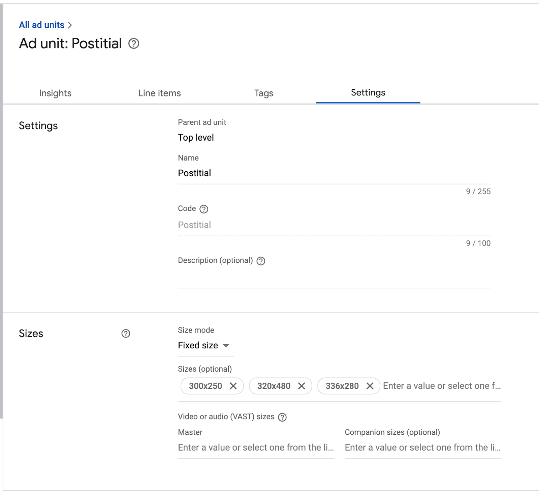 All ad units
Ad unit: Postitial
Insights Line items Tags Settings
Settings
Parent ad unit
Top level
Name
Postitial
9 / 255
Code
Postitial
9 / 100
Description (optional)
Sizes
Size mode
Fixed size
Sizes (optional)
300x250 320x480 336x280 Enter a value or select one f...
Video or audio (VAST) sizes
Master Companion sizes (optional)
Enter a value or select one from the li... Enter a value or select one from the li...